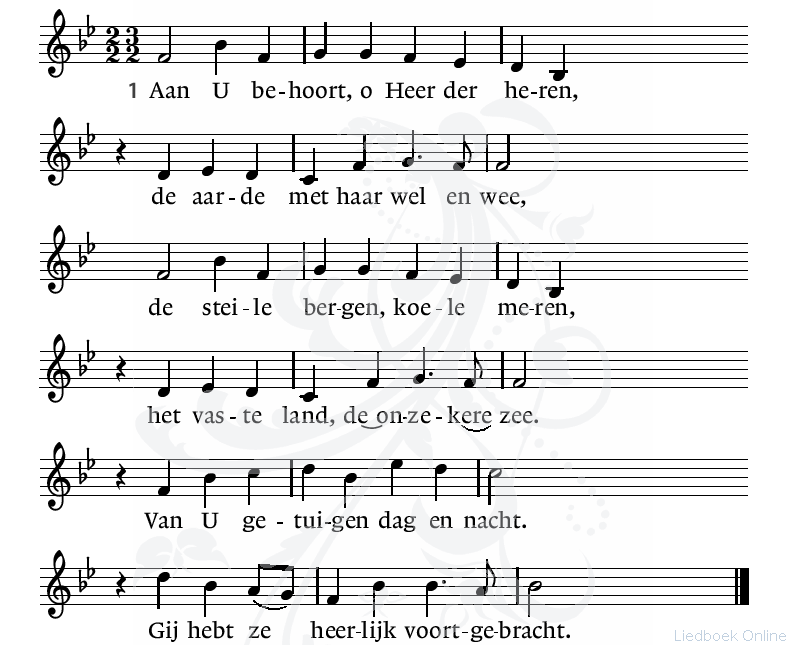 1 Aan U be-hoort, o Heer der he-ren,
de aar-de met haar wel en wee,
de stei-le ber-gen, koe-le me-ren,
het vas-te land, de on-ze-kere zee.
Van U ge-tui-gen dag en nacht.
Gij hebt ze heer-lijk voort-ge-bracht.
Liedboek Online